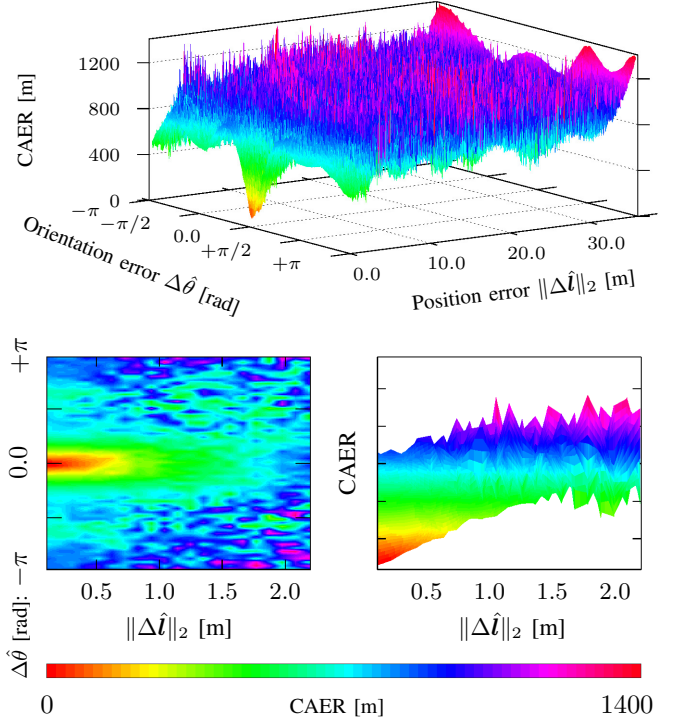 CAER [m]
1200
800
400
0
−π
−π/2
0.0
+π/2
+π
Orientation error Δθ̂ [rad]
0.0
10.0
20.0
30.0
Position error ‖Δl̂‖₂ [m]
Δθ̂ [rad]: −π 0.0 +π
0.5 1.0 1.5 2.0
‖Δl̂‖₂ [m]
CAER
0.5 1.0 1.5 2.0
‖Δl̂‖₂ [m]
0 CAER [m] 1400